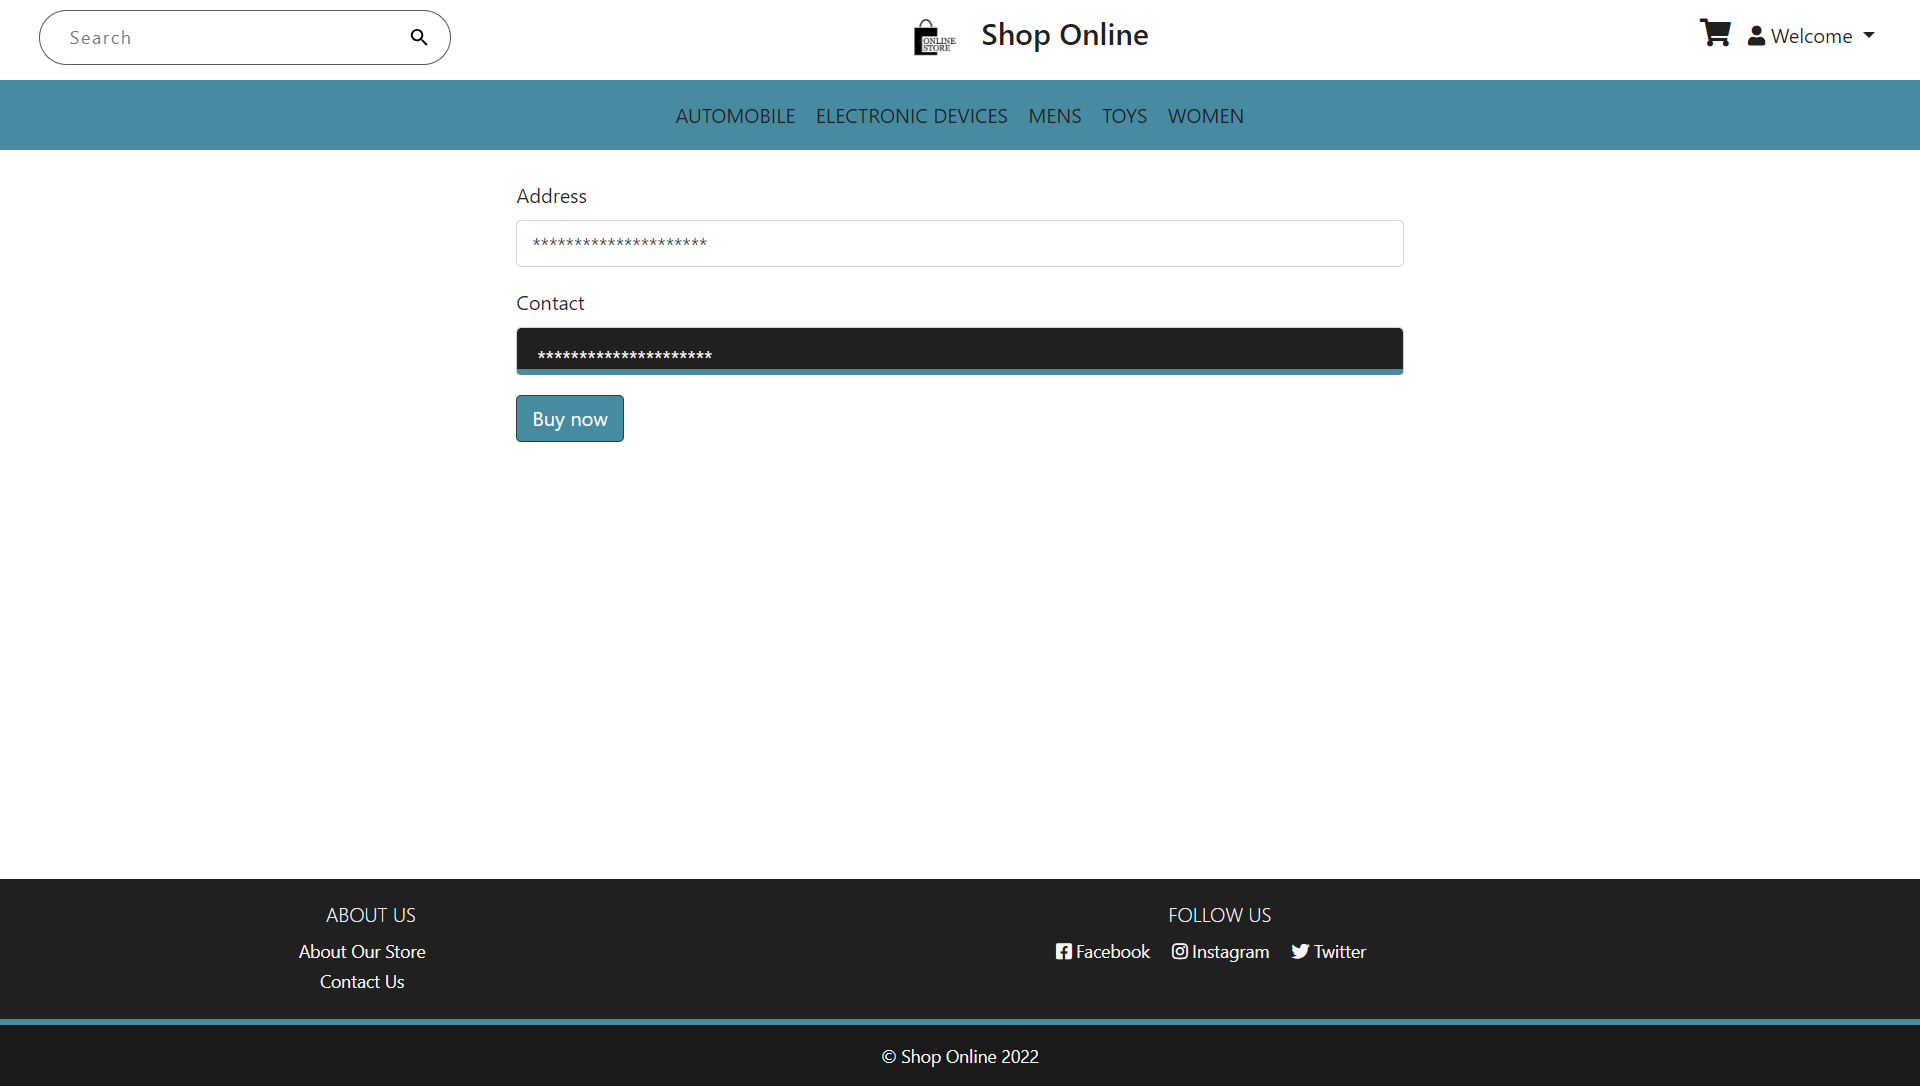 Search
ONLINE
STORE
Shop Online
Welcome
AUTOMOBILE ELECTRONIC DEVICES MENS TOYS WOMEN
Address
*********************
Contact
*********************
Buy now
ABOUT US
About Our Store
Contact Us
FOLLOW US
Facebook Instagram Twitter
© Shop Online 2022